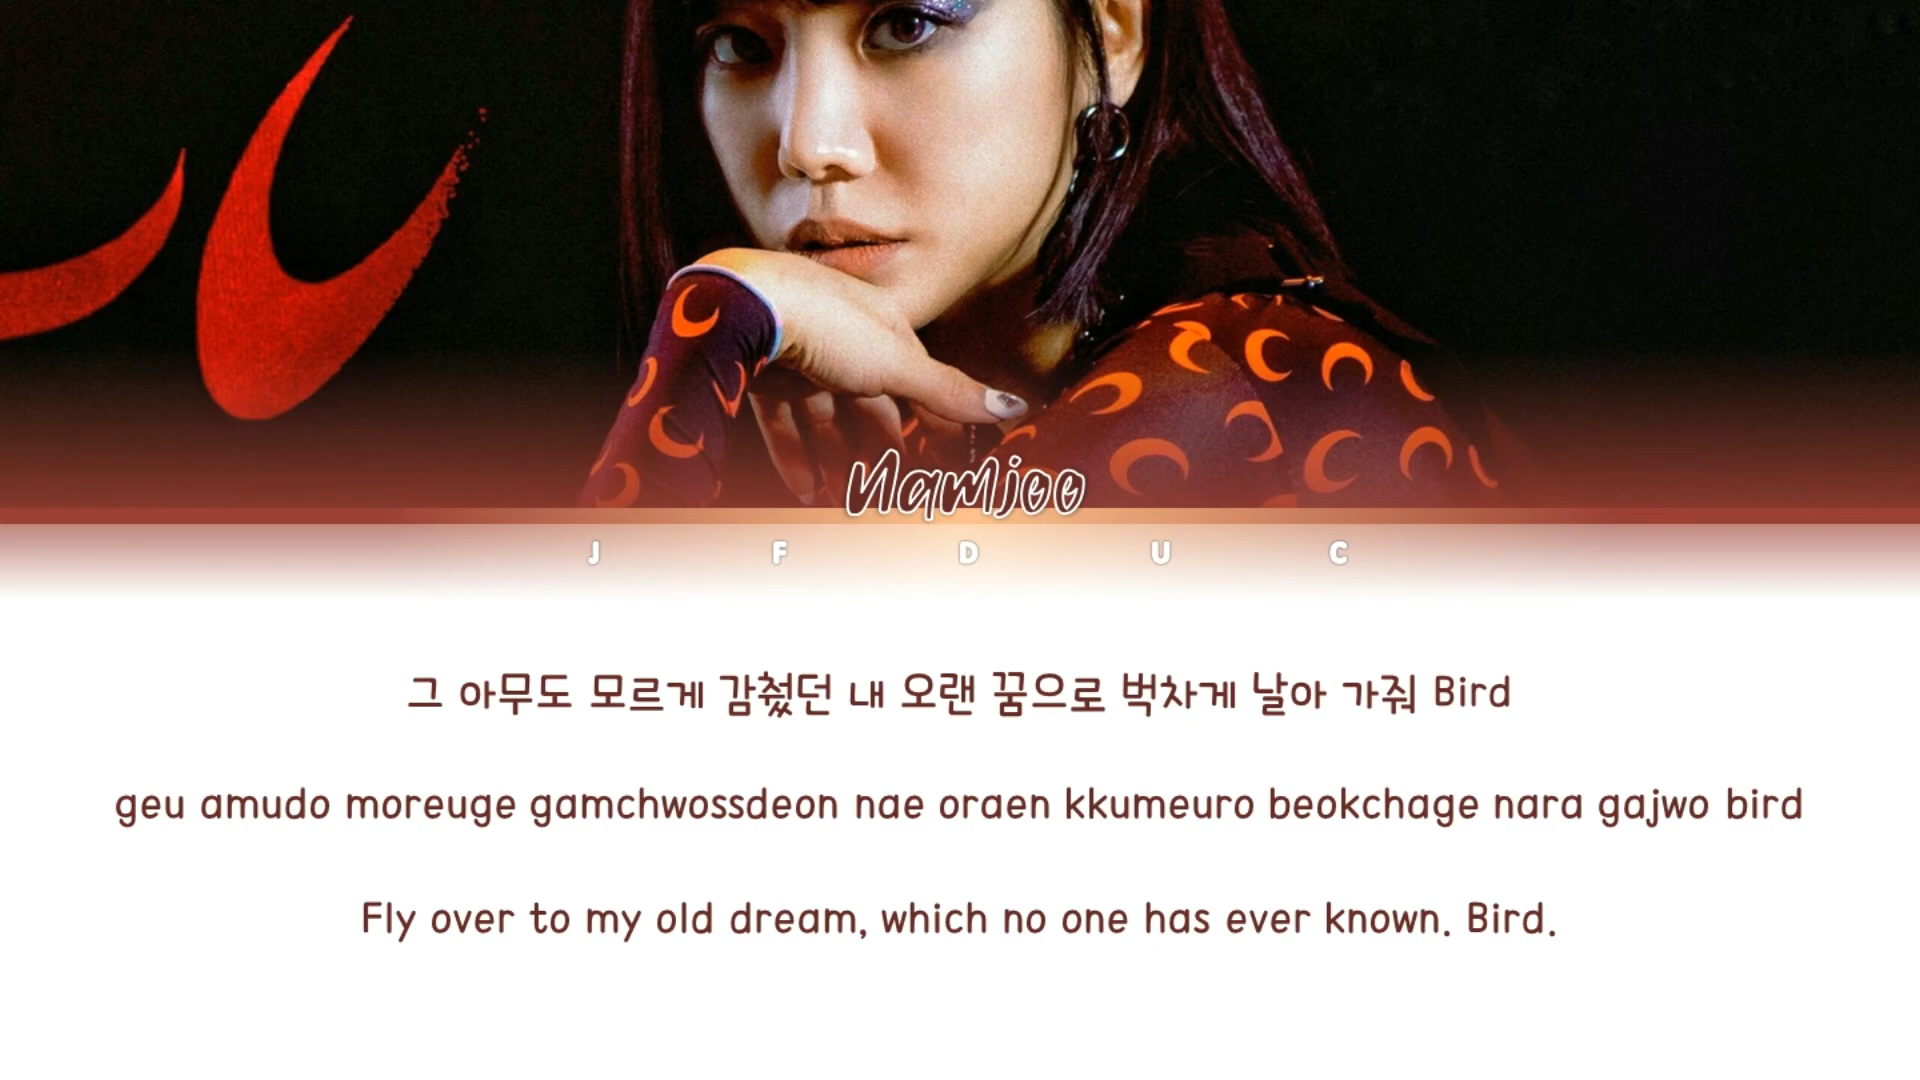 Namjoo
J F D U C
그 아무도 모르게 감췄던 내 오랜 꿈으로 벅차게 날아 가줘 Bird
geu amudo moreuge gamchwossdeon nae oraen kkumeuro beokchage nara gajwo bird
Fly over to my old dream, which no one has ever known. Bird.